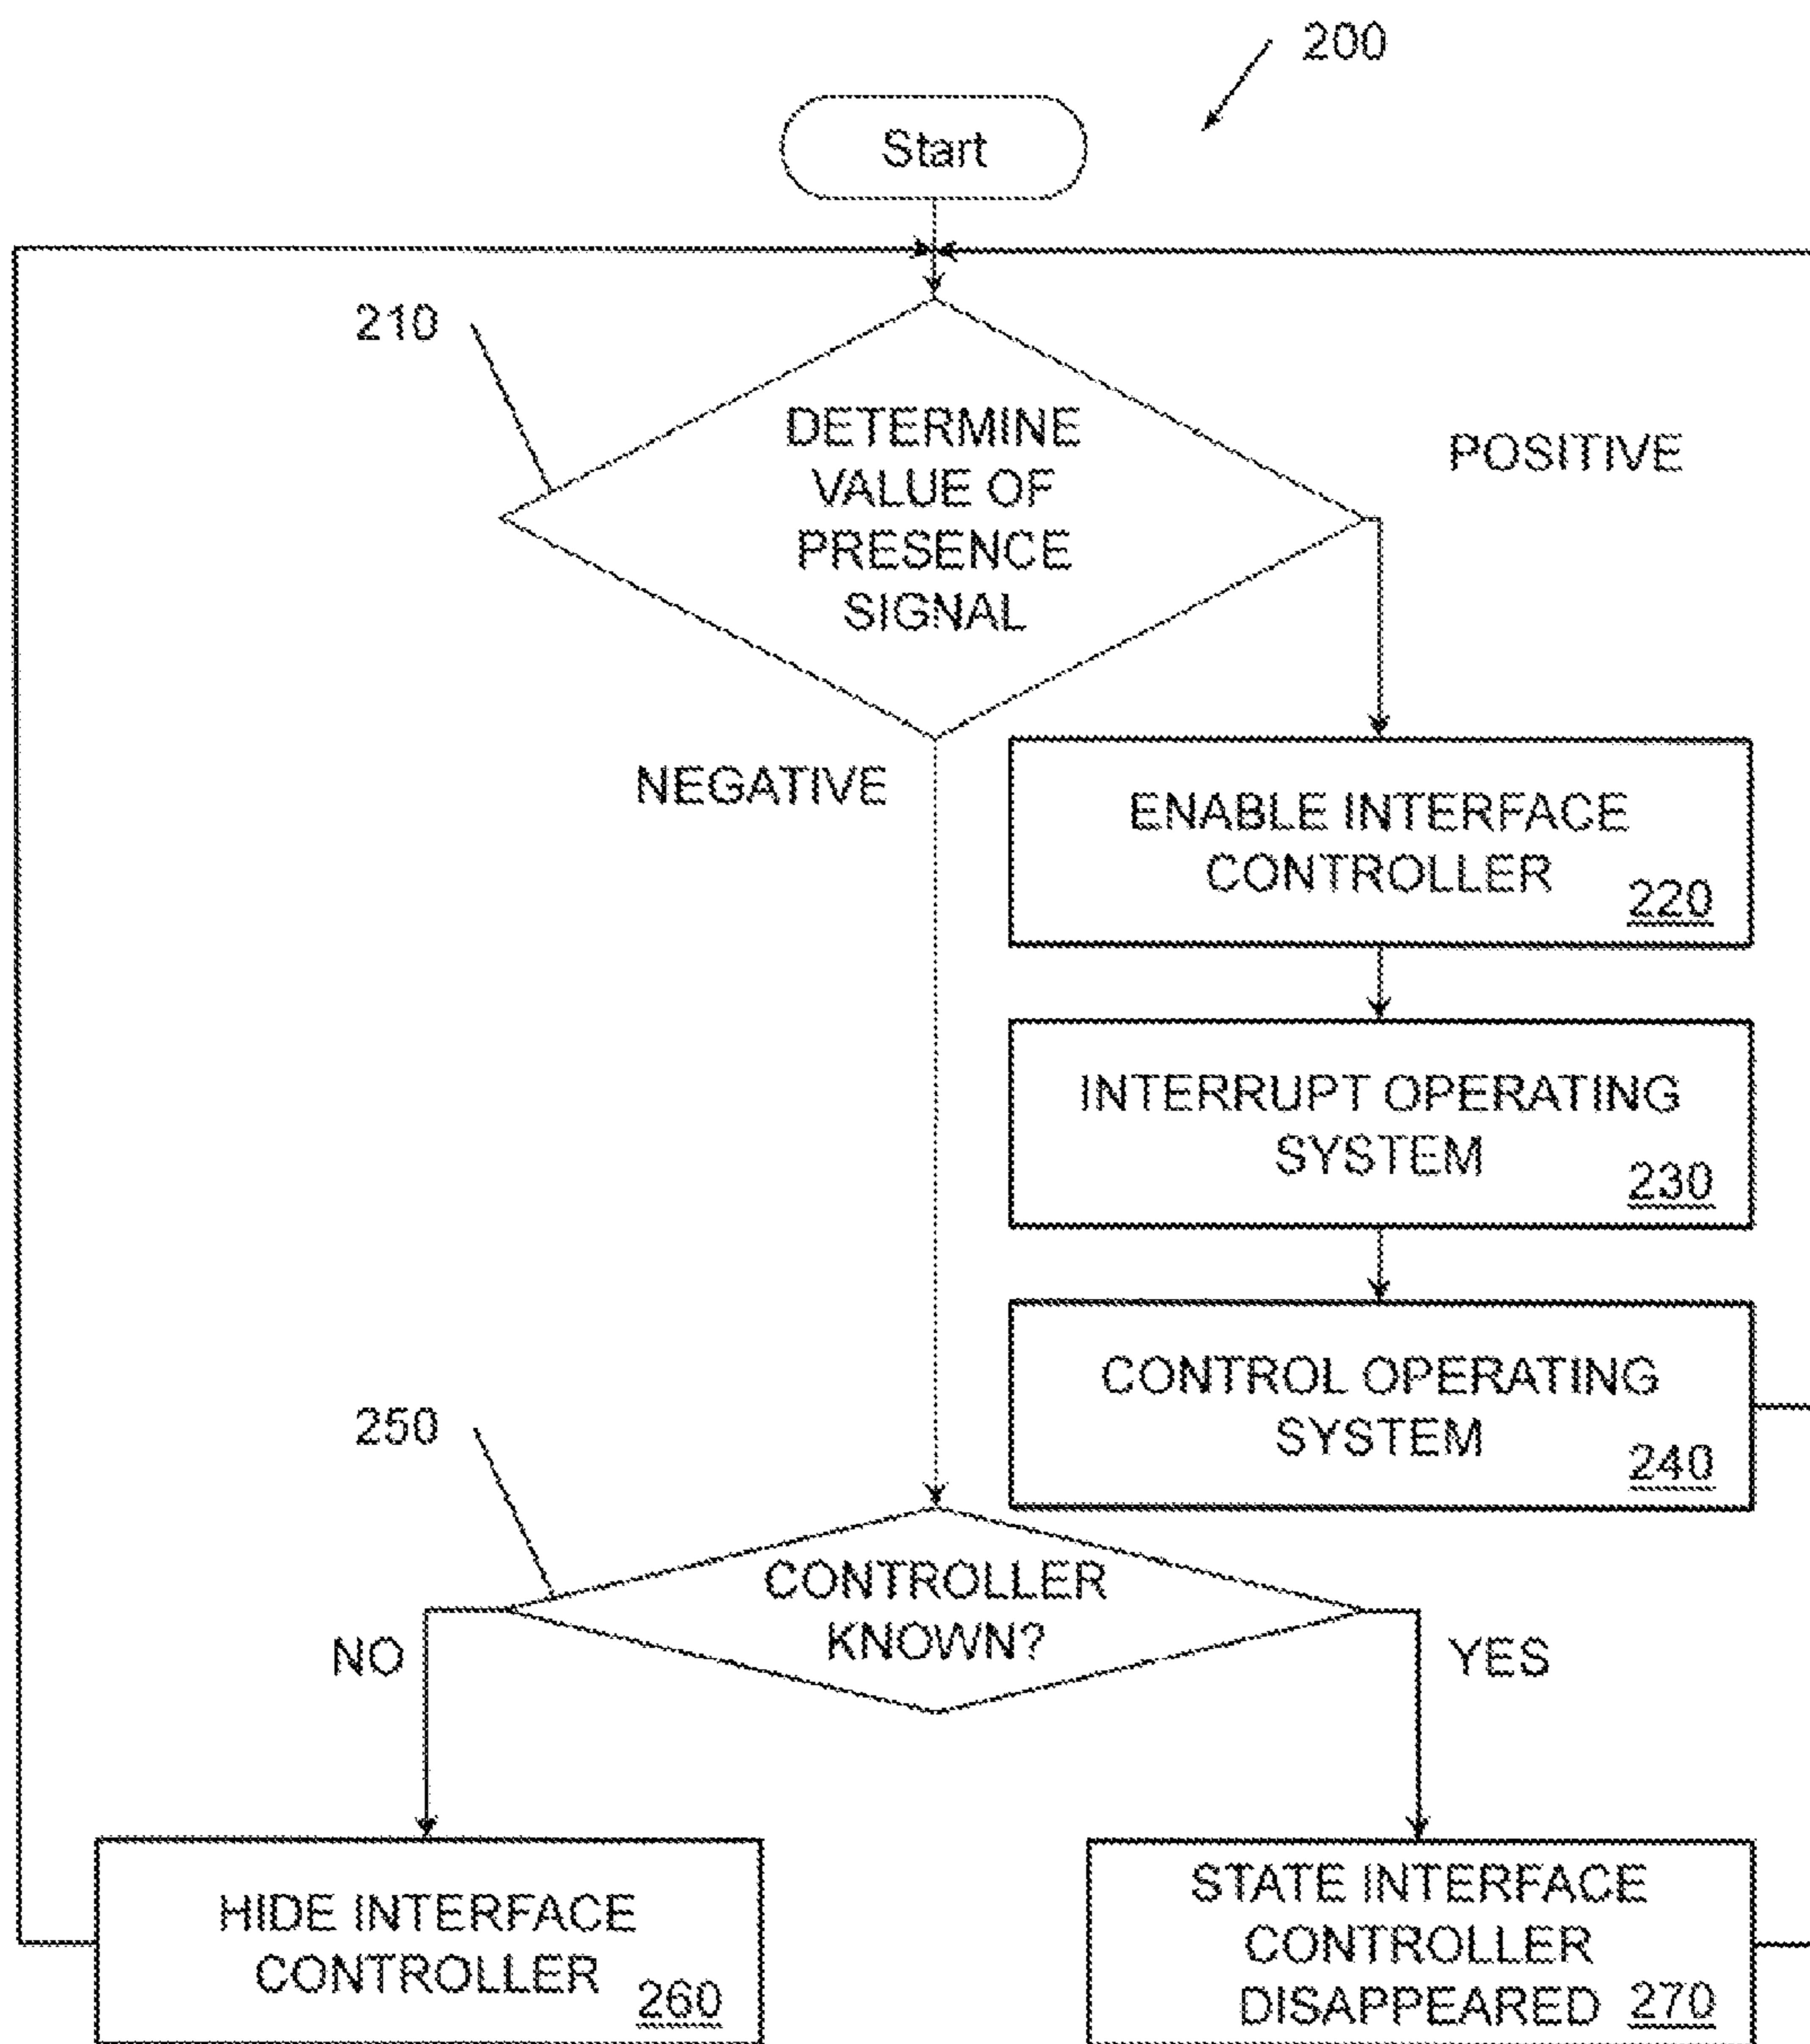 200
Start
210
DETERMINE
VALUE OF
PRESENCE
SIGNAL
POSITIVE
NEGATIVE
ENABLE INTERFACE
CONTROLLER
220
INTERRUPT OPERATING
SYSTEM
230
CONTROL OPERATING
SYSTEM
240
250
CONTROLLER
KNOWN?
NO
YES
HIDE INTERFACE
CONTROLLER
260
STATE INTERFACE
CONTROLLER
DISAPPEARED 270